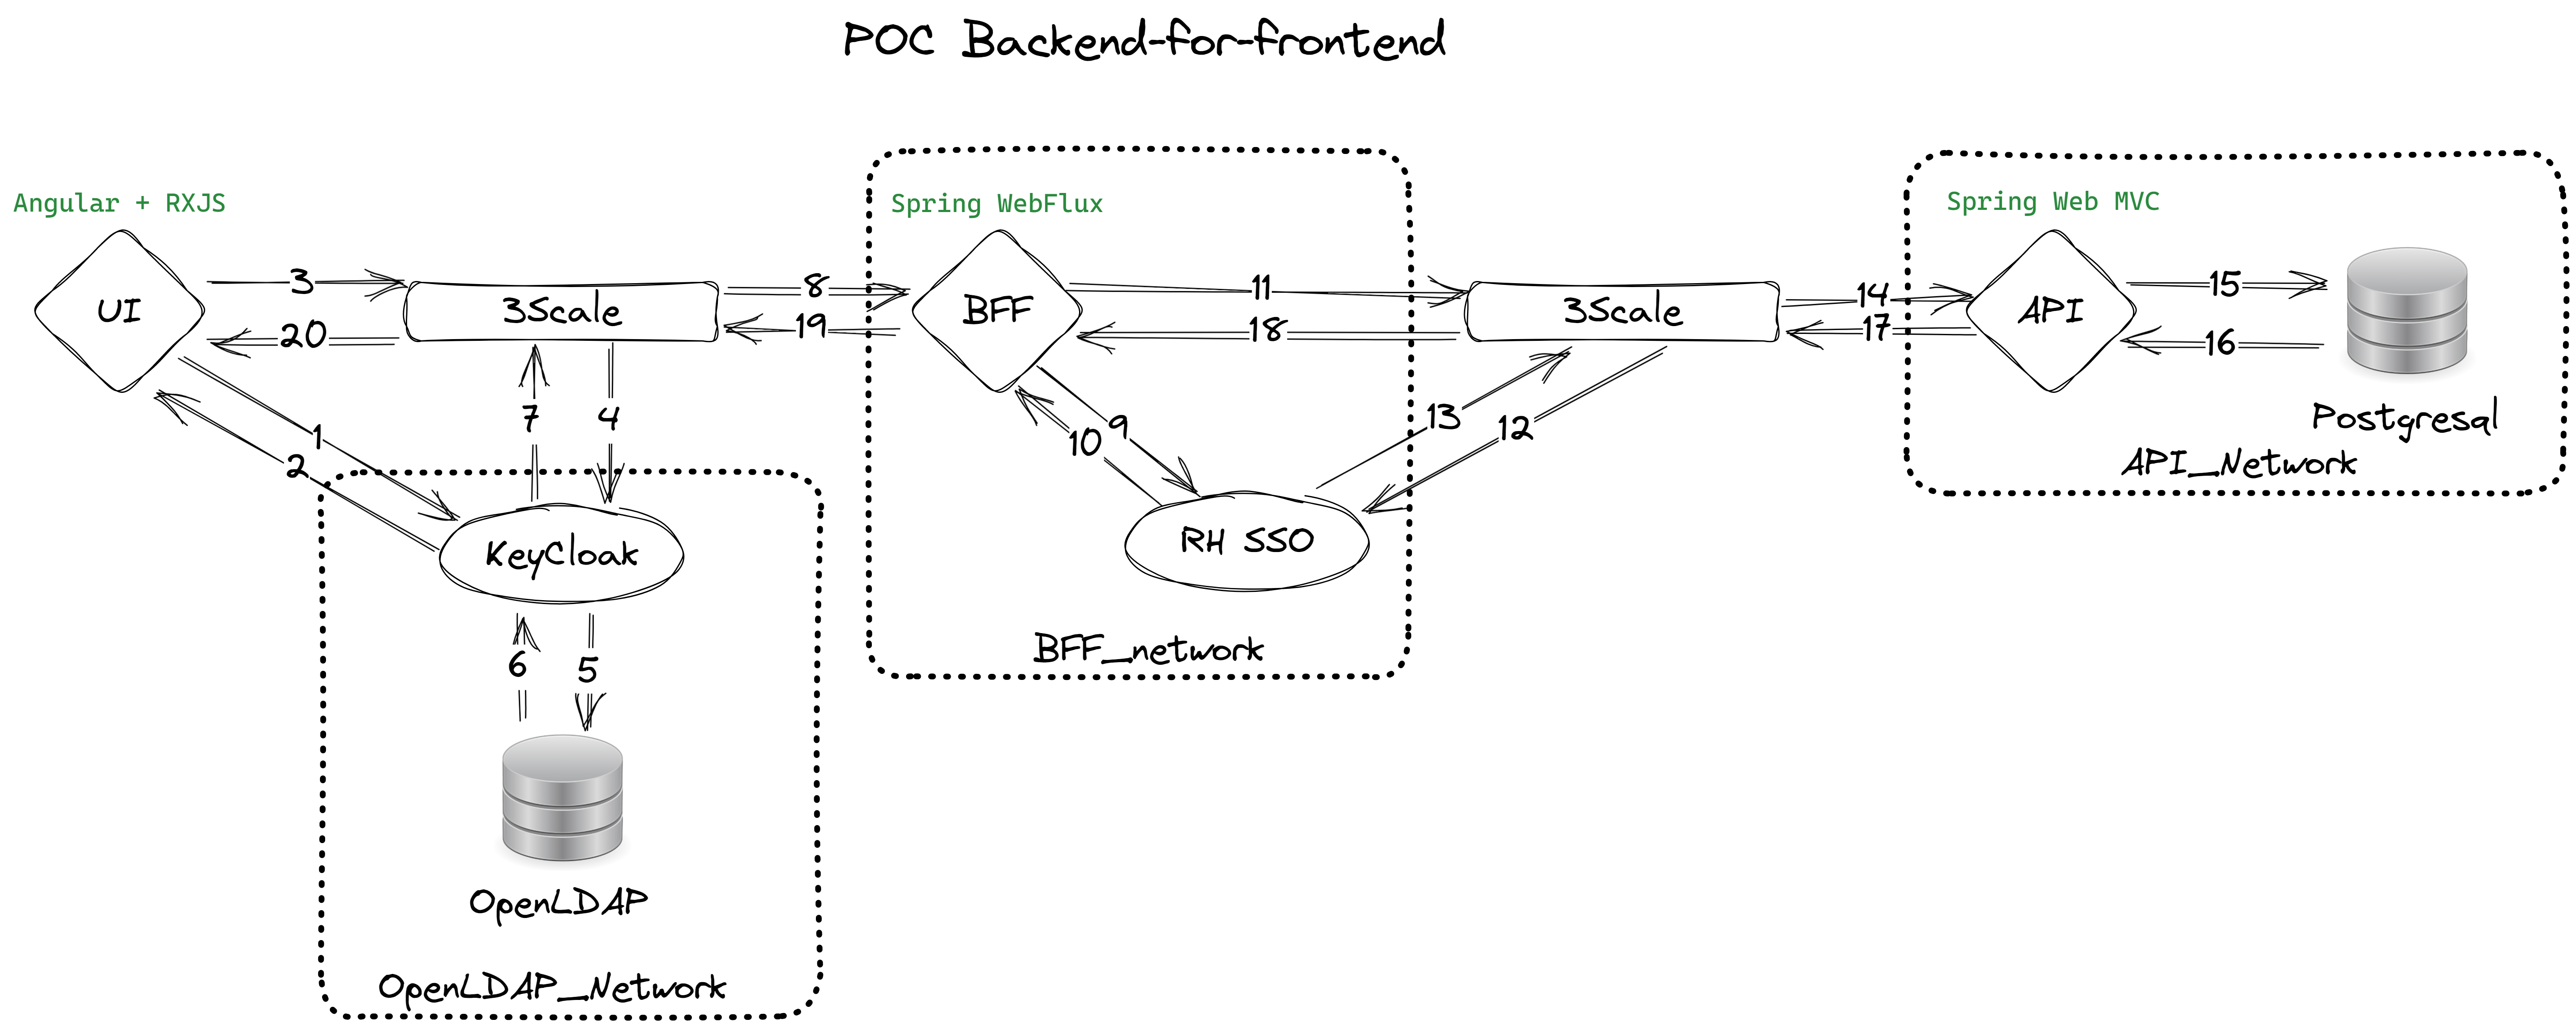 POC Backend-for-frontend
Angular + RXJS
Spring WebFlux
Spring Web MVC
UI
3
20
3Scale
8
19
BFF
11
18
3Scale
14
17
API
15
16
Postgresal
API_Network
1
2
7
4
9
10
13
12
KeyCloak
RH SSO
BFF_network
6
5
OpenLDAP
OpenLDAP_Network